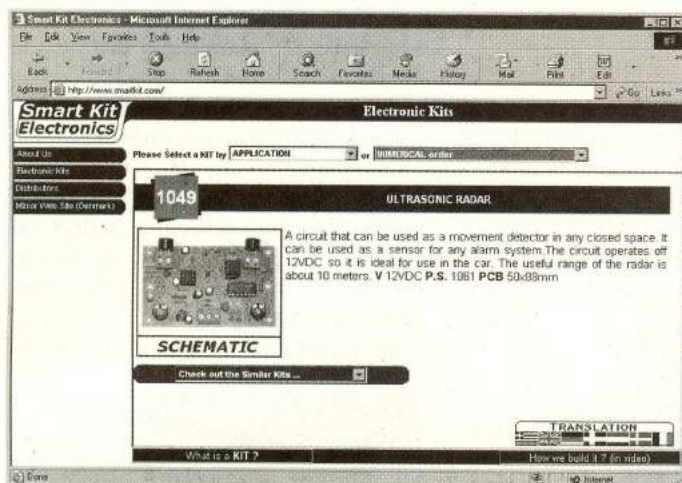 Smart Kit Electronics - Microsoft Internet Explorer
File Edit View Favorites Tools Help
Back Forward Stop Refresh Home Search Favorites Media History Mail Print Edit
Address http://www.smartkit.com/ Go Links
Smart Kit
Electronics
Electronic Kits
About Us
Electronic Kits
Distributors
Mirror Web Site (Denmark)
Please Select a KIT by APPLICATION or NUMERICAL order
1049 ULTRASONIC RADAR
A circuit that can be used as a movement detector in any closed space. It
can be used as a sensor for any alarm system.The circuit operates off
12VDC so it is ideal for use in the car. The useful range of the radar is
about 10 meters. V 12VDC P.S. 1061 PCB 50x98mm
SCHEMATIC
Check out the Similar Kits ...
TRANSLATION
What is a KIT ?
How we build it ? (in video)
Done
Internet